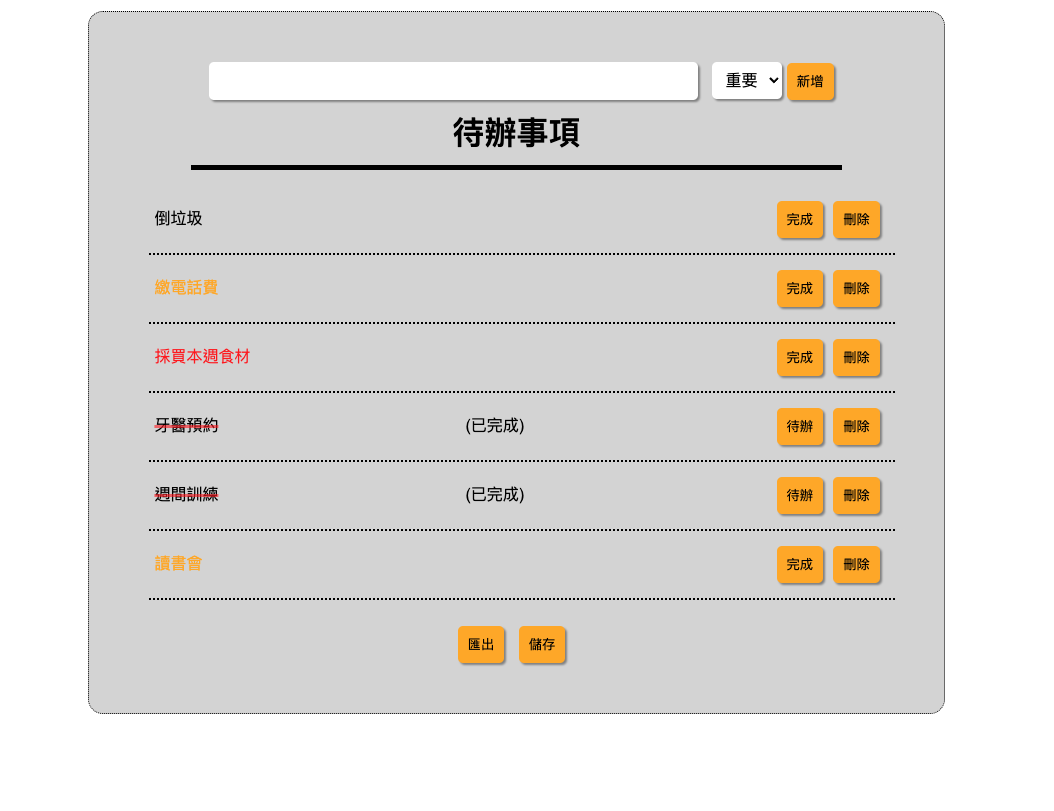 重要 新增
待辦事項
倒垃圾 完成 刪除
繳電話費 完成 刪除
採買本週食材 完成 刪除
牙醫預約 (已完成) 待辦 刪除
週間訓練 (已完成) 待辦 刪除
讀書會 完成 刪除
匯出 儲存